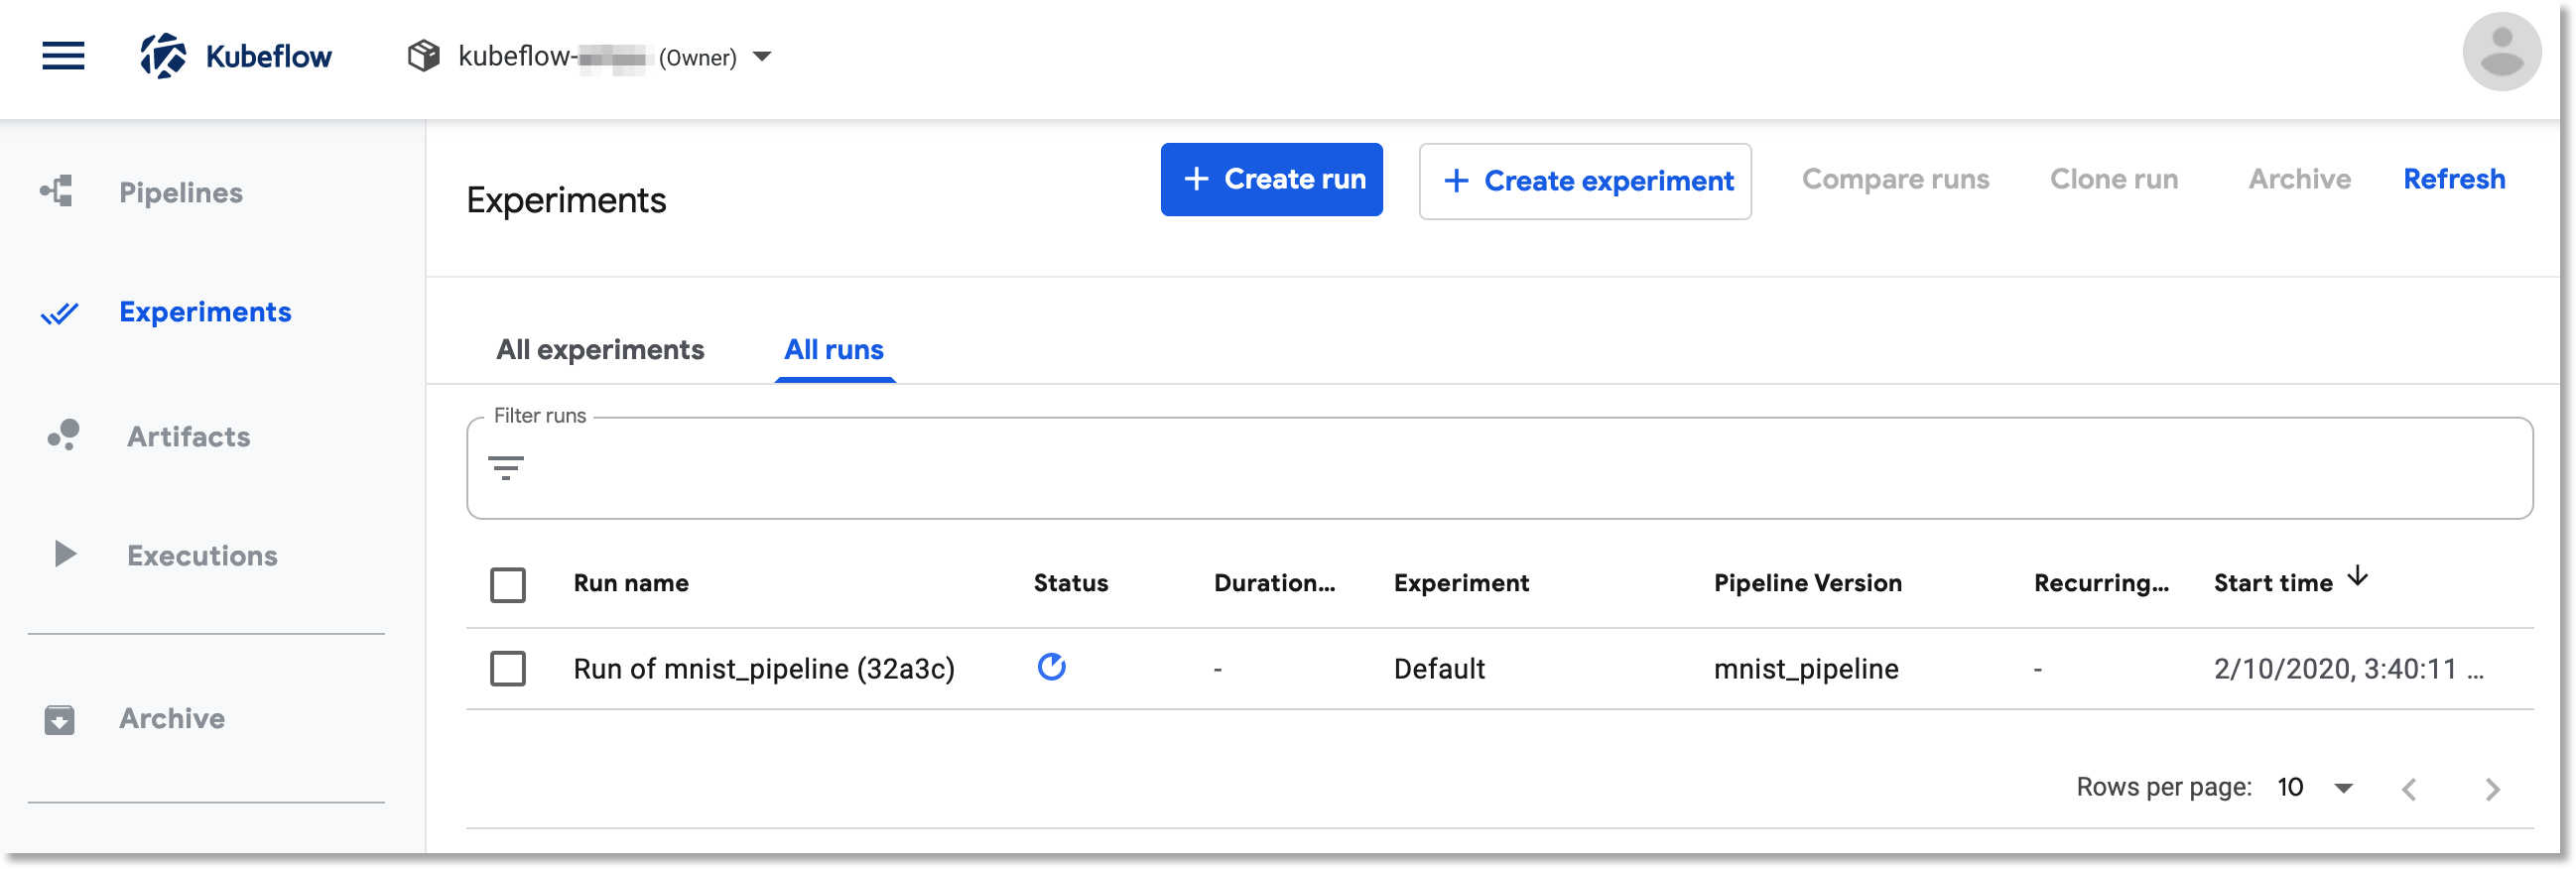 Kubeflow
kubeflow- (Owner)
Pipelines
Experiments
Artifacts
Executions
Archive
Experiments
Create run
Create experiment
Compare runs
Clone run
Archive
Refresh
All experiments
All runs
Filter runs
Run name Status Duration... Experiment Pipeline Version Recurring... Start time
Run of mnist_pipeline (32a3c) - Default mnist_pipeline - 2/10/2020, 3:40:11 ...
Rows per page: 10